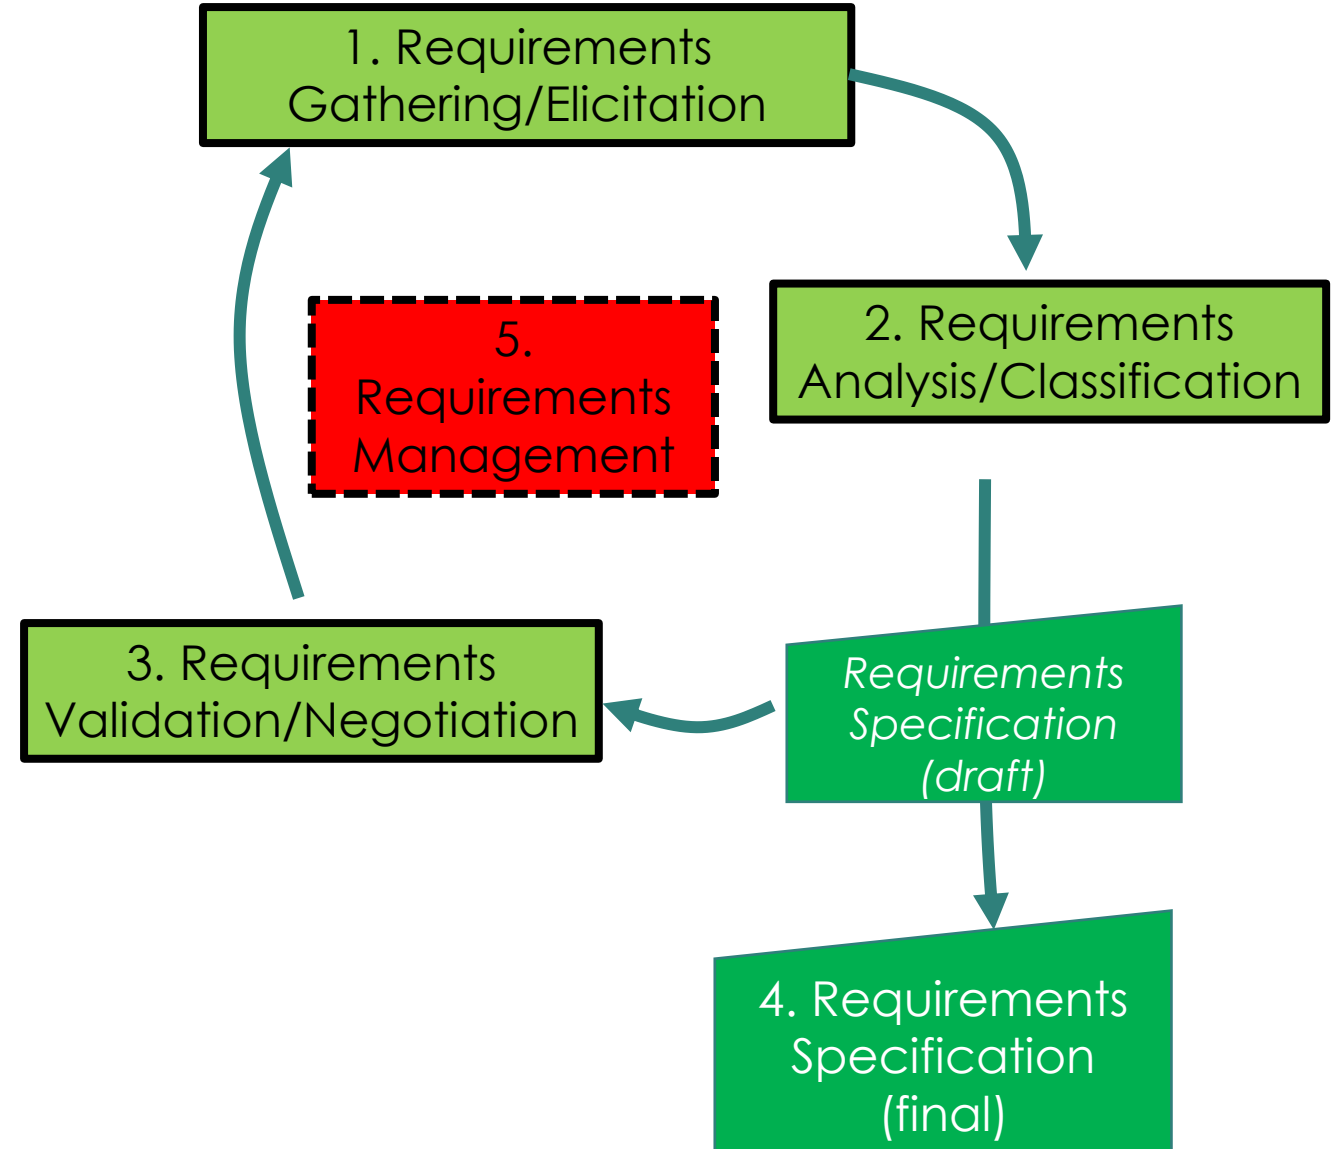 1. Requirements
Gathering/Elicitation
2. Requirements
Analysis/Classification
5.
Requirements
Management
3. Requirements
Validation/Negotiation
Requirements
Specification
(draft)
4. Requirements
Specification
(final)